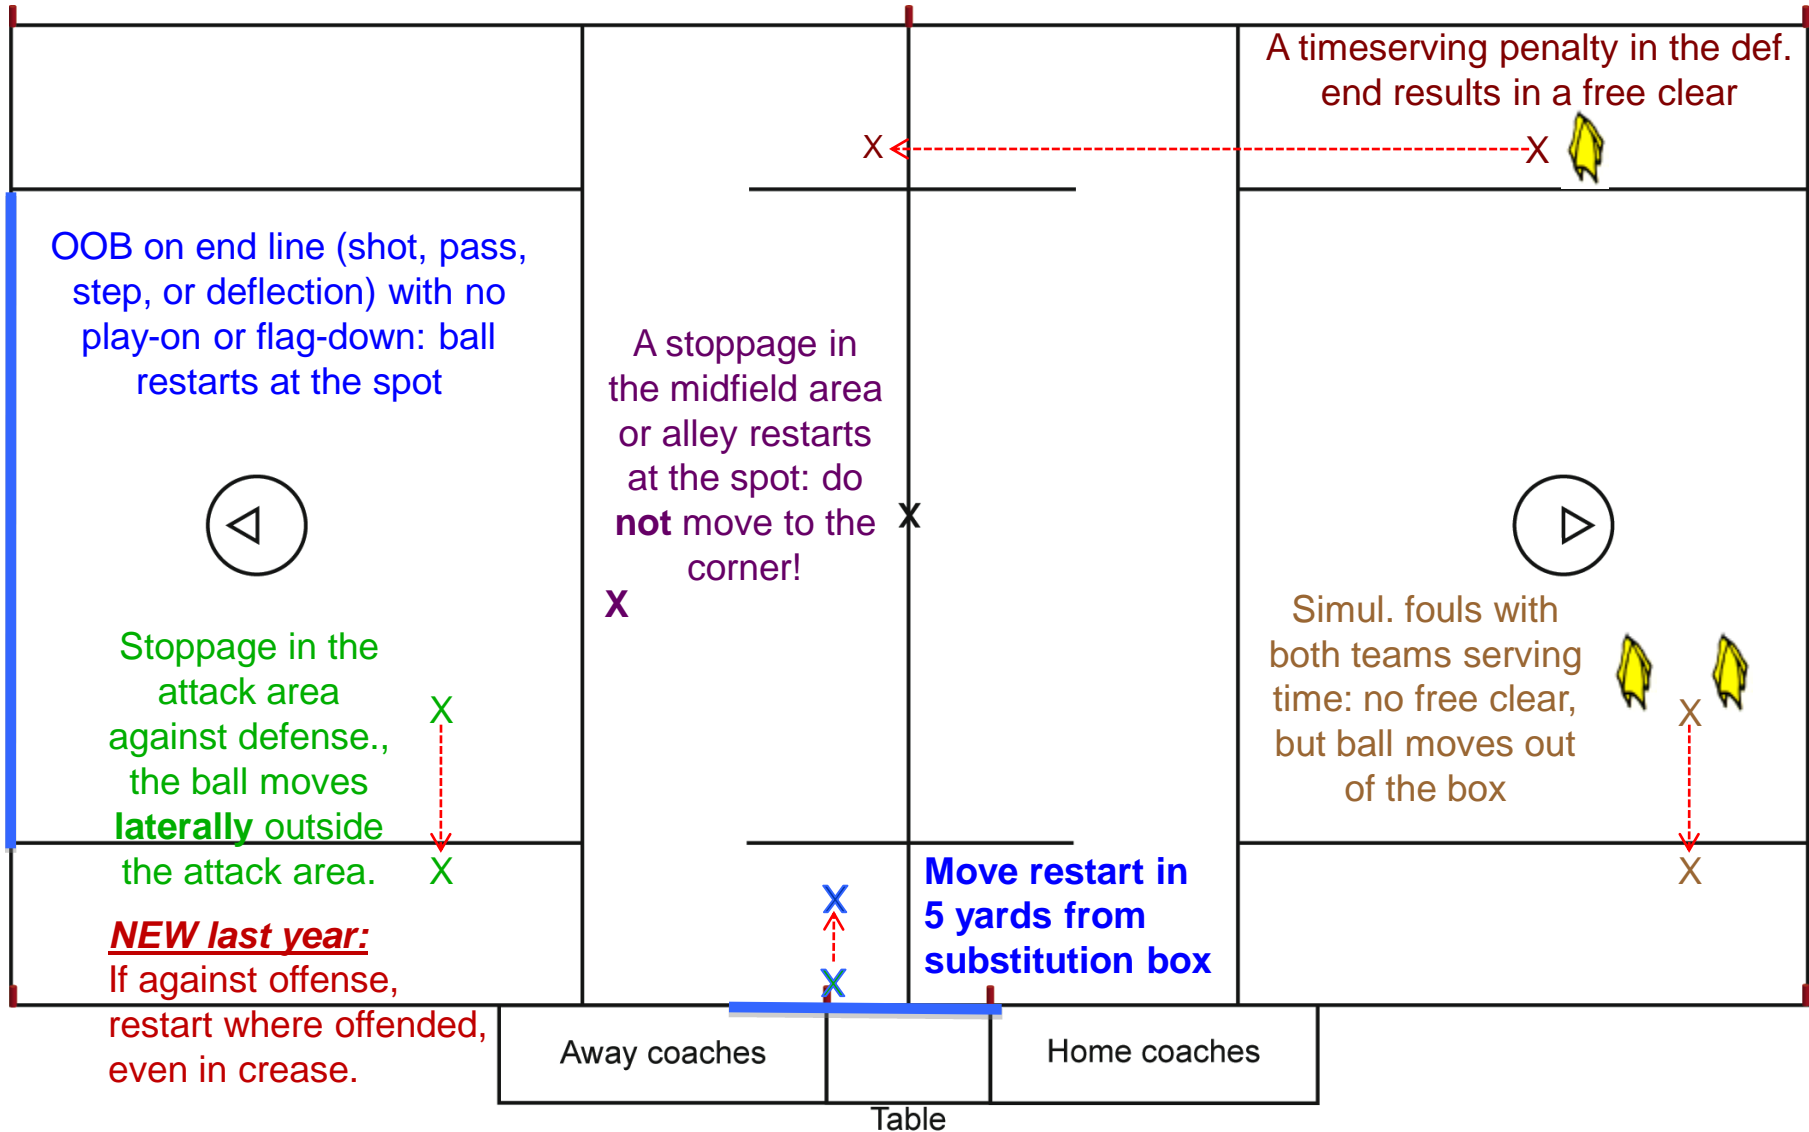 A timeserving penalty in the def.
end results in a free clear
X
X
OOB on end line (shot, pass,
step, or deflection) with no
play-on or flag-down: ball
restarts at the spot
A stoppage in
the midfield area
or alley restarts
at the spot: do
not move to the
corner!
X
X
Stoppage in the
attack area
against defense.,
the ball moves
laterally outside
the attack area.
X
X
Simul. fouls with
both teams serving
time: no free clear,
but ball moves out
of the box
X
X
NEW last year:
If against offense,
restart where offended,
even in crease.
X
X
Move restart in
5 yards from
substitution box
Away coaches
Home coaches
Table